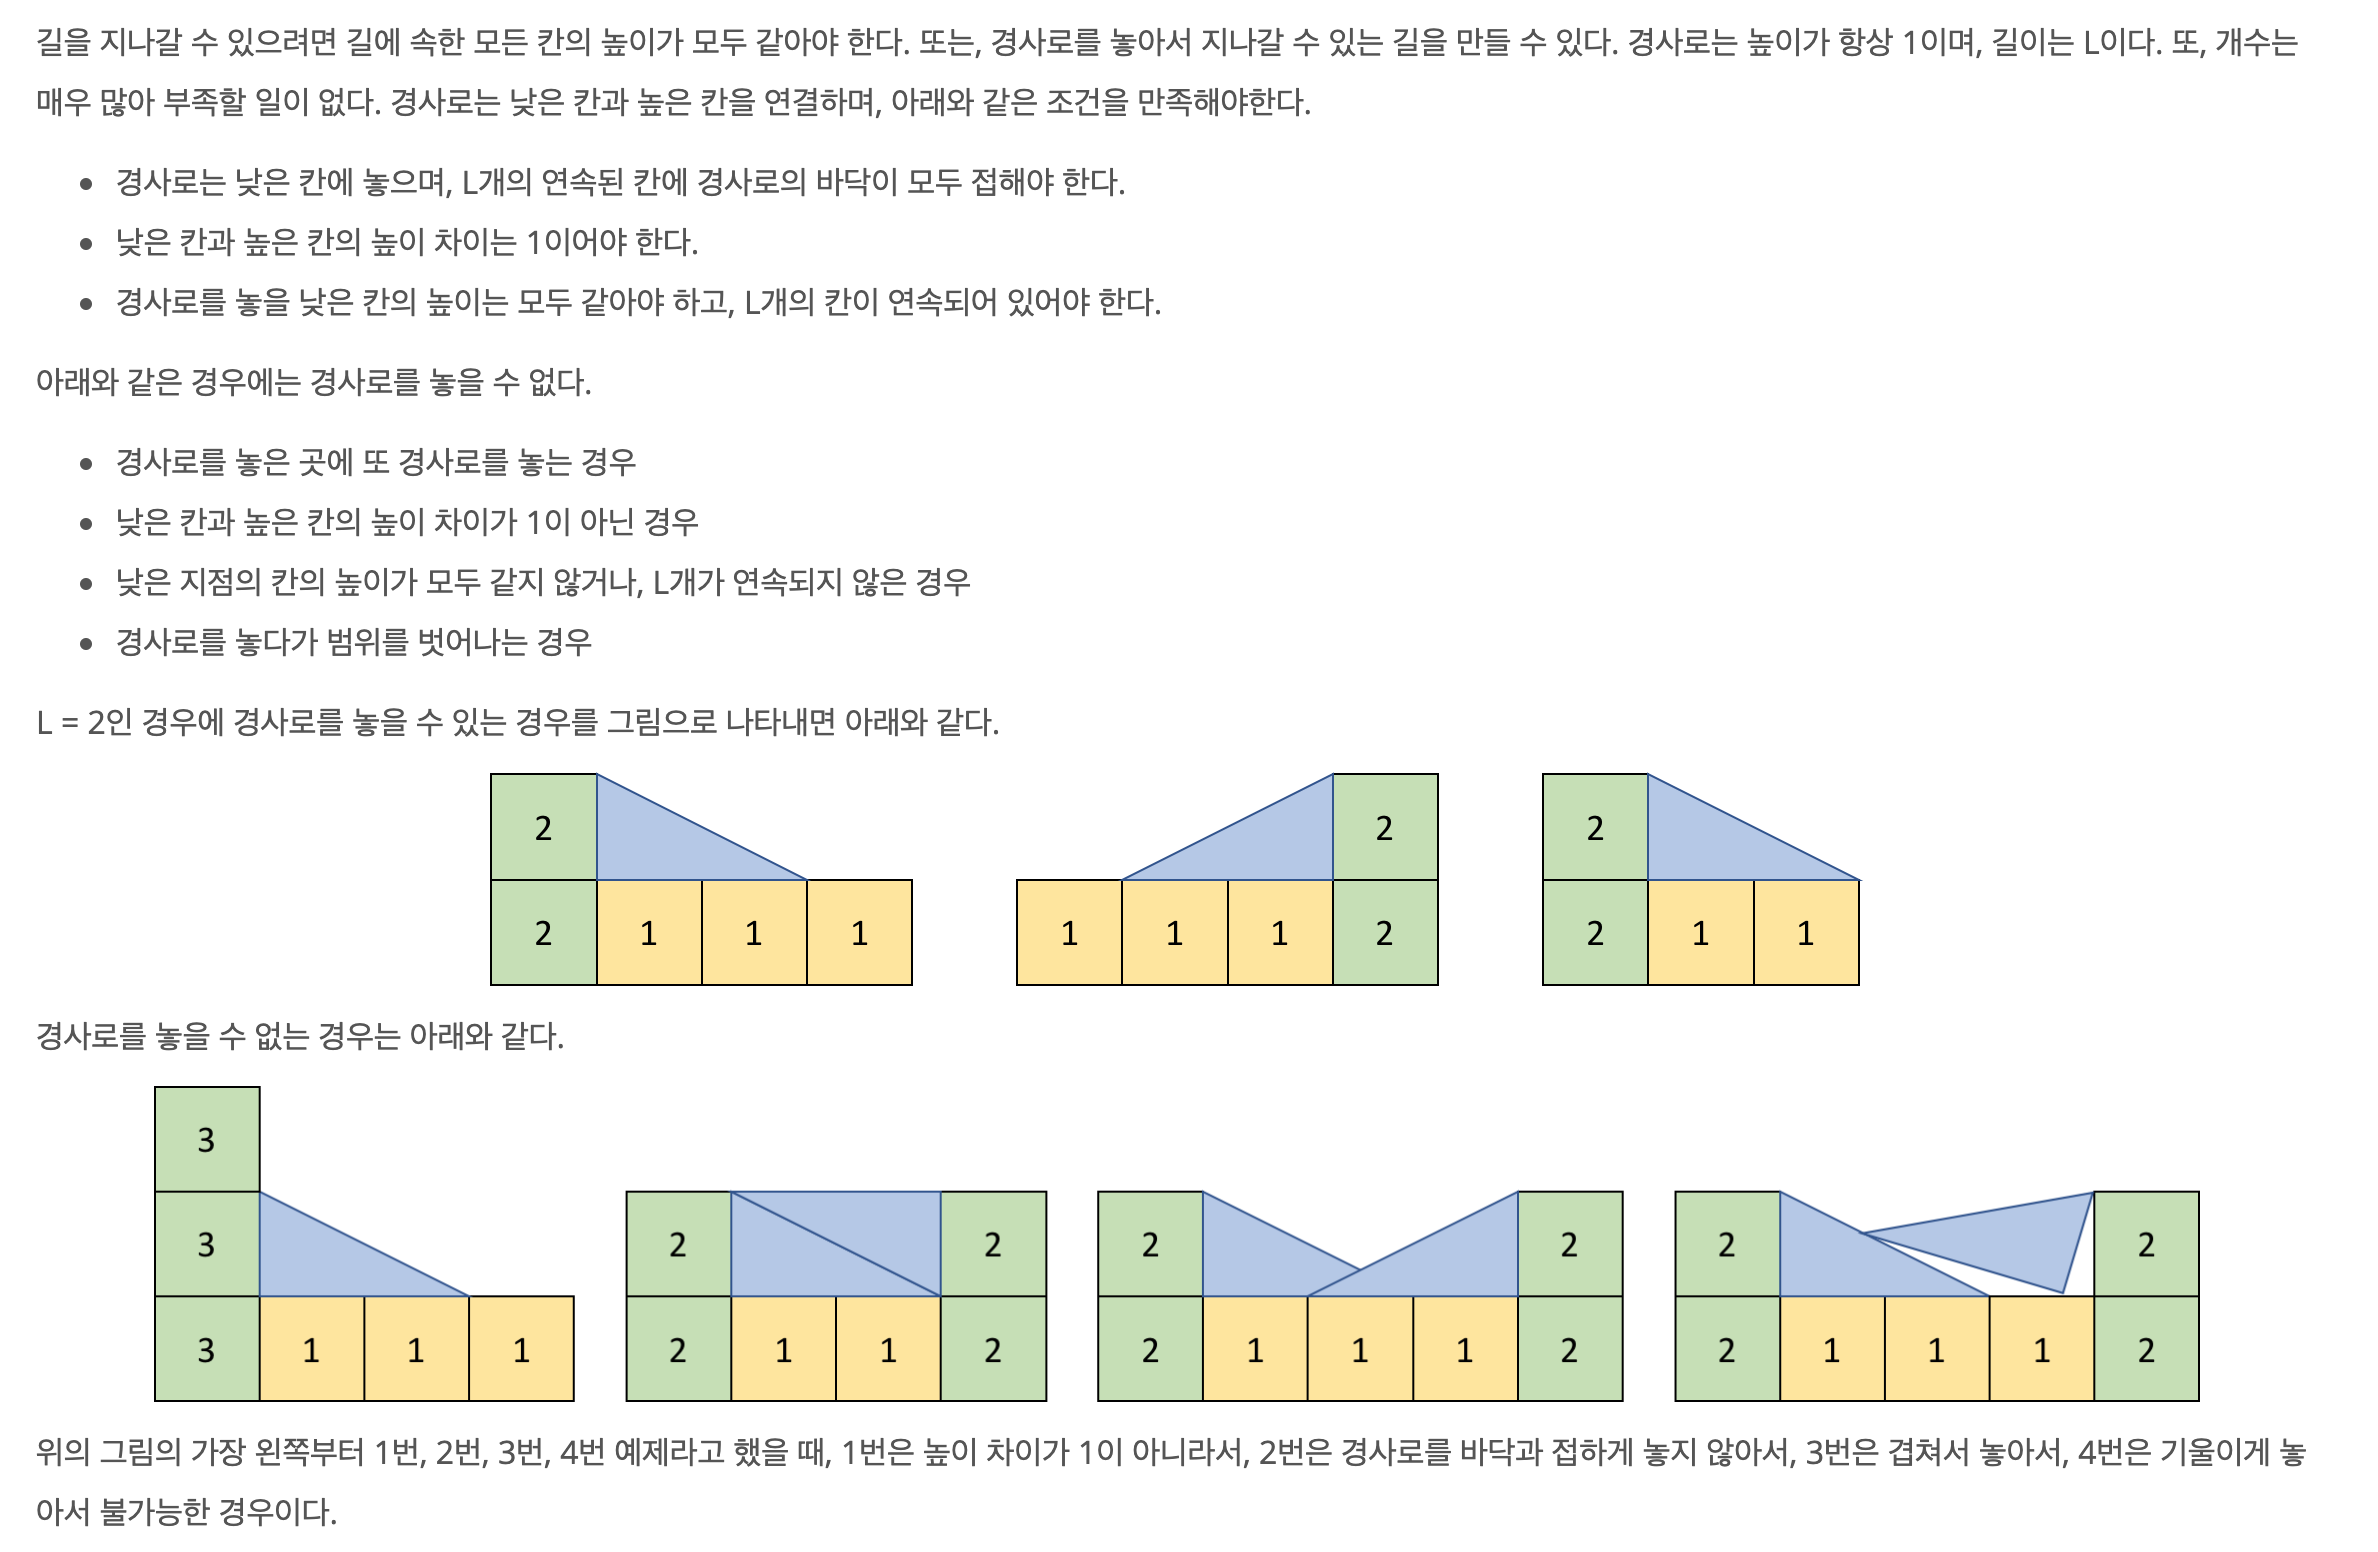 길을 지나갈 수 있으려면 길에 속한 모든 칸의 높이가 모두 같아야 한다. 또는, 경사로를 놓아서 지나갈 수 있는 길을 만들 수 있다. 경사로는 높이가 항상 1이며, 길이는 L이다. 또, 개수는
매우 많아 부족할 일이 없다. 경사로는 낮은 칸과 높은 칸을 연결하며, 아래와 같은 조건을 만족해야한다.
• 경사로는 낮은 칸에 놓으며, L개의 연속된 칸에 경사로의 바닥이 모두 접해야 한다.
• 낮은 칸과 높은 칸의 높이 차이는 1이어야 한다.
• 경사로를 놓을 낮은 칸의 높이는 모두 같아야 하고, L개의 칸이 연속되어 있어야 한다.
아래와 같은 경우에는 경사로를 놓을 수 없다.
• 경사로를 놓은 곳에 또 경사로를 놓는 경우
• 낮은 칸과 높은 칸의 높이 차이가 1이 아닌 경우
• 낮은 지점의 칸의 높이가 모두 같지 않거나, L개가 연속되지 않은 경우
• 경사로를 놓다가 범위를 벗어나는 경우
L = 2인 경우에 경사로를 놓을 수 있는 경우를 그림으로 나타내면 아래와 같다.
2 2 2
2 1 1 1 1 1 1 2 2 1 1
경사로를 놓을 수 없는 경우는 아래와 같다.
3
3 2 2 2 2 2 2
3 1 1 1 2 1 1 2 2 1 1 1 2 2 1 1 1 2
위의 그림의 가장 왼쪽부터 1번, 2번, 3번, 4번 예제라고 했을 때, 1번은 높이 차이가 1이 아니라서, 2번은 경사로를 바닥과 접하게 놓지 않아서, 3번은 겹쳐서 놓아서, 4번은 기울이게 놓
아서 불가능한 경우이다.